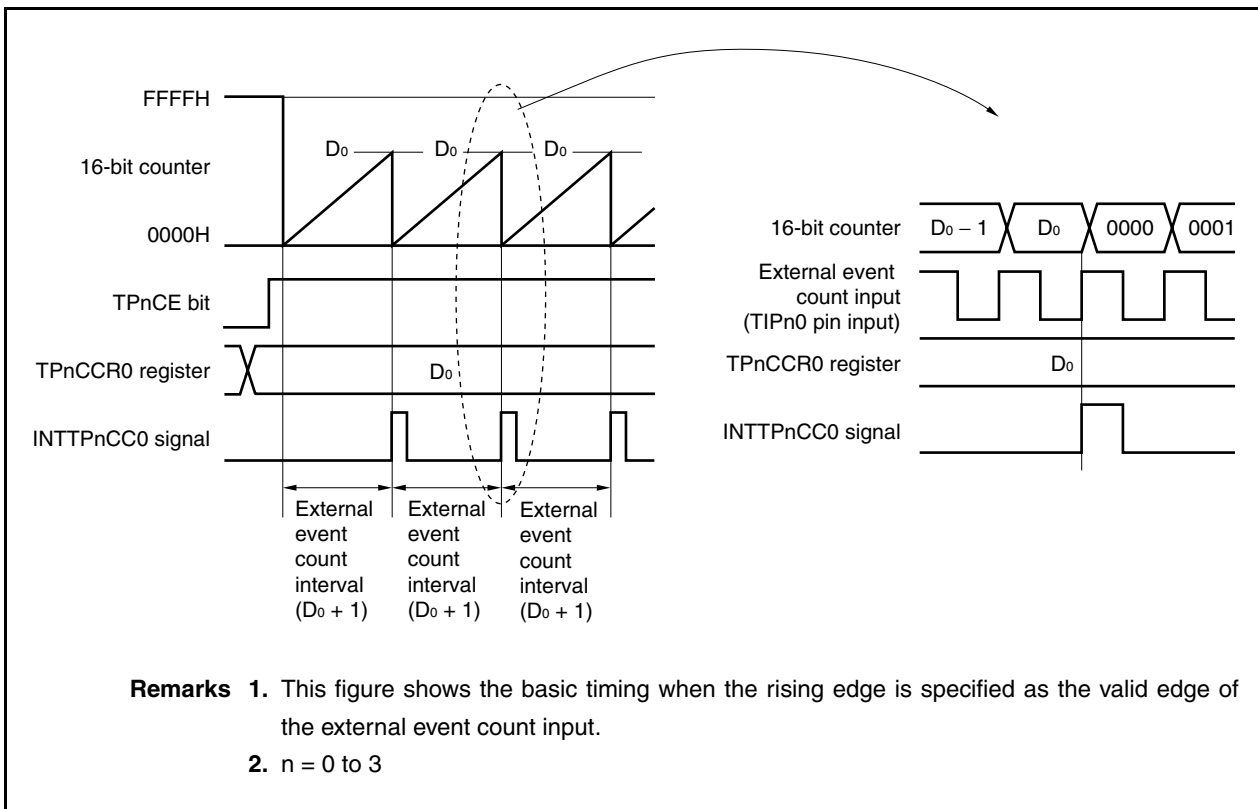 FFFFH
16-bit counter
0000H
D0 D0 D0
TPnCE bit
TPnCCR0 register
D0
INTTPnCC0 signal
External
event
count
interval
(D0 + 1)
External
event
count
interval
(D0 + 1)
External
event
count
interval
(D0 + 1)
16-bit counter
D0 − 1 D0 0000 0001
External event
count input
(TIPn0 pin input)
TPnCCR0 register
D0
INTTPnCC0 signal
Remarks 1. This figure shows the basic timing when the rising edge is specified as the valid edge of
the external event count input.
2. n = 0 to 3